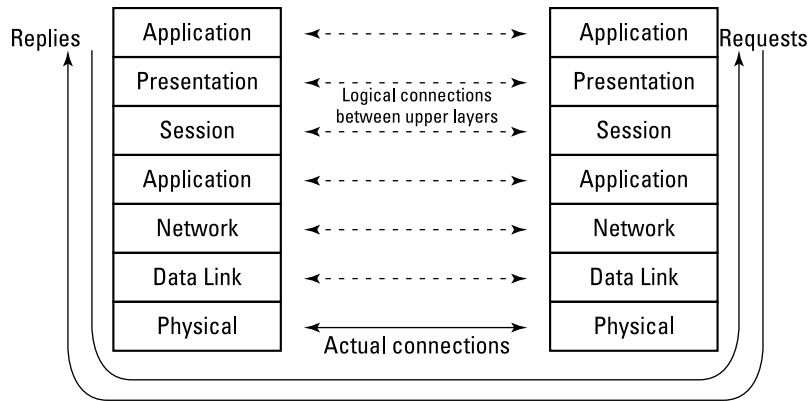 Replies
Application
Application
Requests
Presentation
Presentation
Logical connections
between upper layers
Session
Session
Application
Application
Network
Network
Data Link
Data Link
Physical
Physical
Actual connections